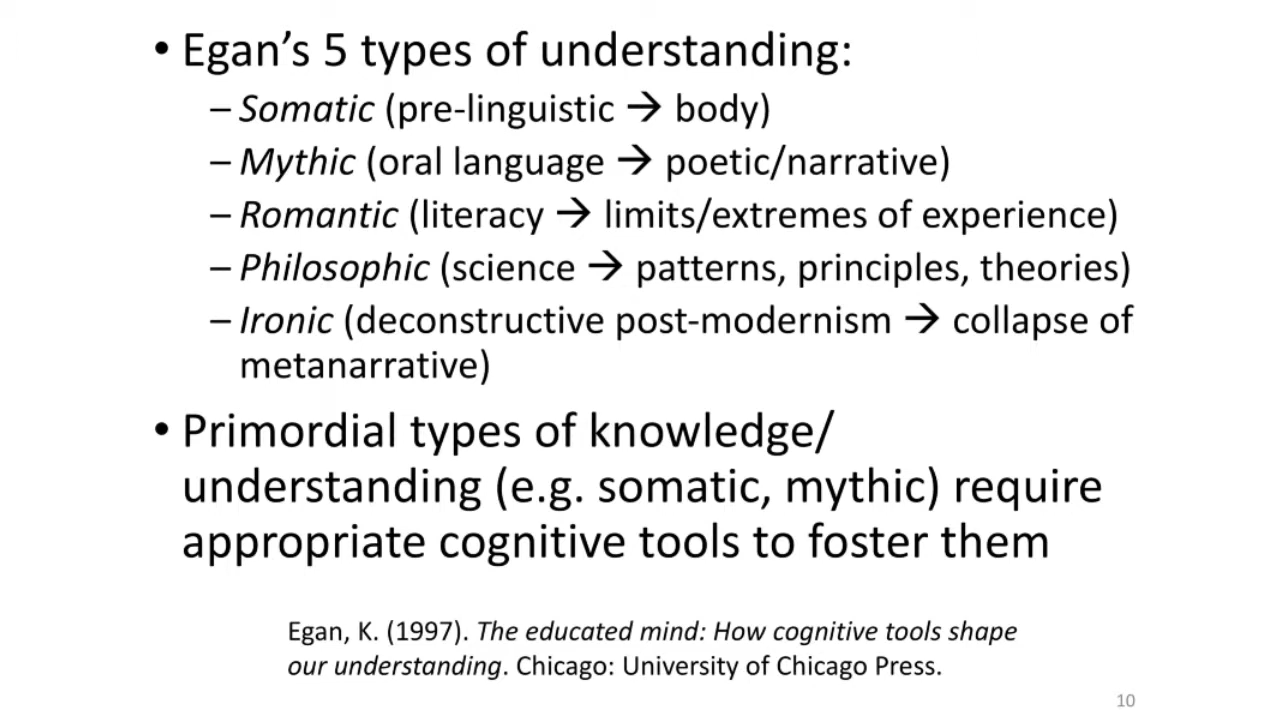 • Egan’s 5 types of understanding:
– Somatic (pre-linguistic → body)
– Mythic (oral language → poetic/narrative)
– Romantic (literacy → limits/extremes of experience)
– Philosophic (science → patterns, principles, theories)
– Ironic (deconstructive post-modernism → collapse of
metanarrative)
• Primordial types of knowledge/
understanding (e.g. somatic, mythic) require
appropriate cognitive tools to foster them
Egan, K. (1997). The educated mind: How cognitive tools shape
our understanding. Chicago: University of Chicago Press.
10